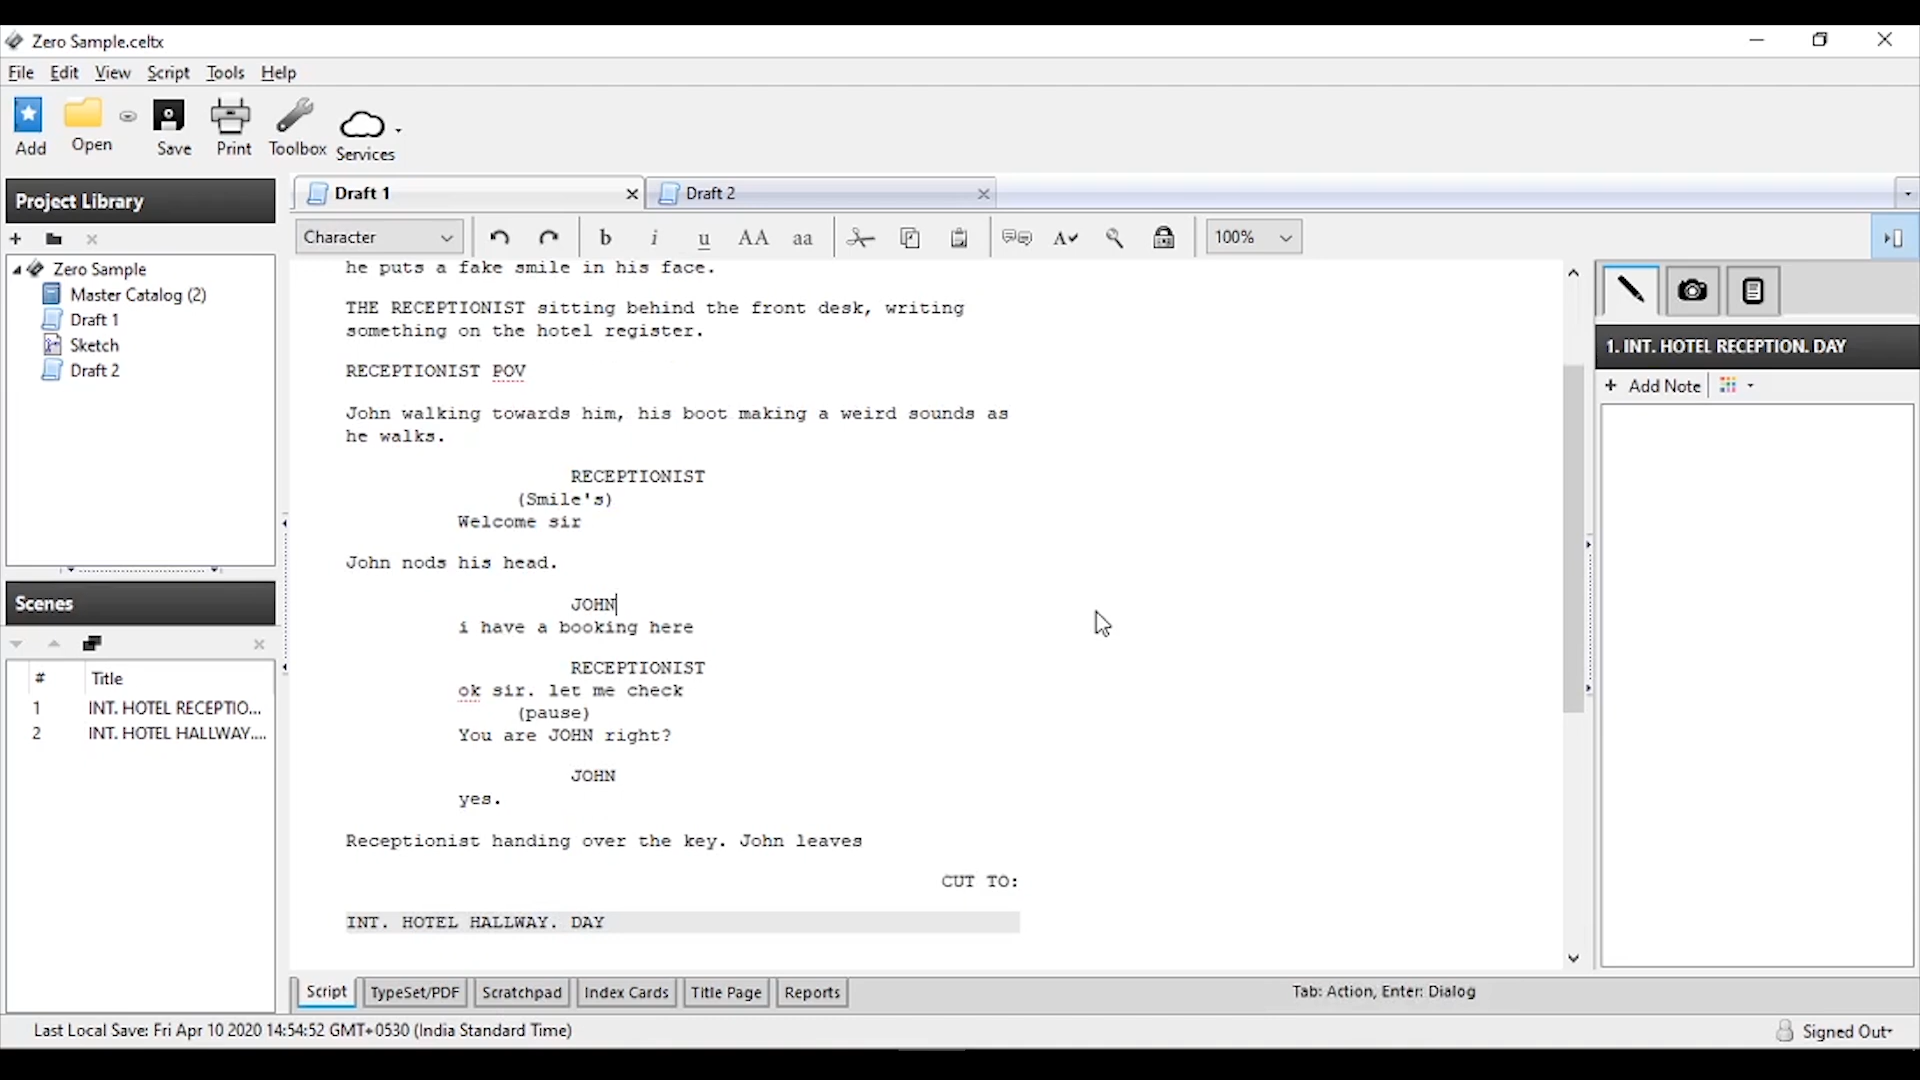 Zero Sample.celtx
File Edit View Script Tools Help
Add Open Save Print Toolbox Services
Project Library
Zero Sample
Master Catalog (2)
Draft 1
Sketch
Draft 2
Scenes
# Title
1 INT. HOTEL RECEPTIO...
2 INT. HOTEL HALLWAY....
Draft 1 Draft 2
Character b i u AA aa A 100%
he puts a fake smile in his face.
THE RECEPTIONIST sitting behind the front desk, writing
something on the hotel register.
RECEPTIONIST POV
John walking towards him, his boot making a weird sounds as
he walks.
RECEPTIONIST
(Smile's)
Welcome sir
John nods his head.
JOHN
i have a booking here
RECEPTIONIST
ok sir. let me check
(pause)
You are JOHN right?
JOHN
yes.
Receptionist handing over the key. John leaves
CUT TO:
INT. HOTEL HALLWAY. DAY
1. INT. HOTEL RECEPTION. DAY
+ Add Note
Script TypeSet/PDF Scratchpad Index Cards Title Page Reports
Tab: Action, Enter: Dialog
Last Local Save: Fri Apr 10 2020 14:54:52 GMT+0530 (India Standard Time)
Signed Out